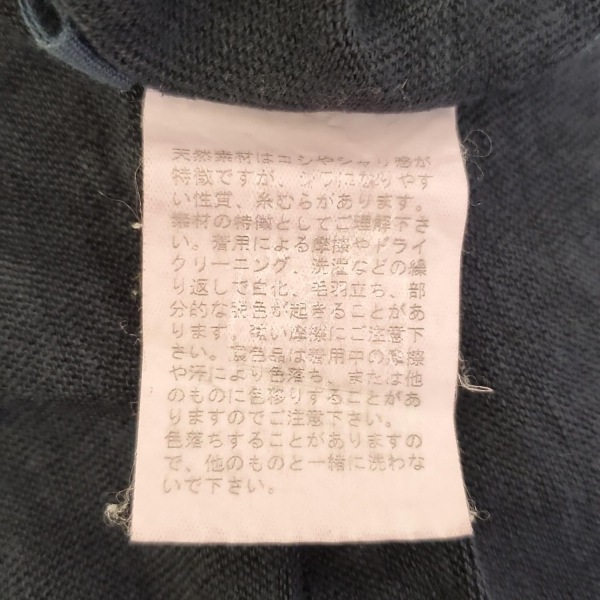 天然素材はコシやシャリ感が
特徴ですが、シワになりやす
い性質、糸むらがあります。
素材の特徴としてご理解下さ
い。着用による摩擦やドライ
クリーニング、洗濯などの繰
り返しで白化、毛羽立ち、部
分的な変色が起きることがあ
ります。強い摩擦にご注意下
さい。濃色品は着用中の摩擦
や汗により色落ち、または他
のものに色移りすることがあ
りますのでご注意下さい。
色落ちすることがありますの
で、他のものと一緒に洗わな
いで下さい。